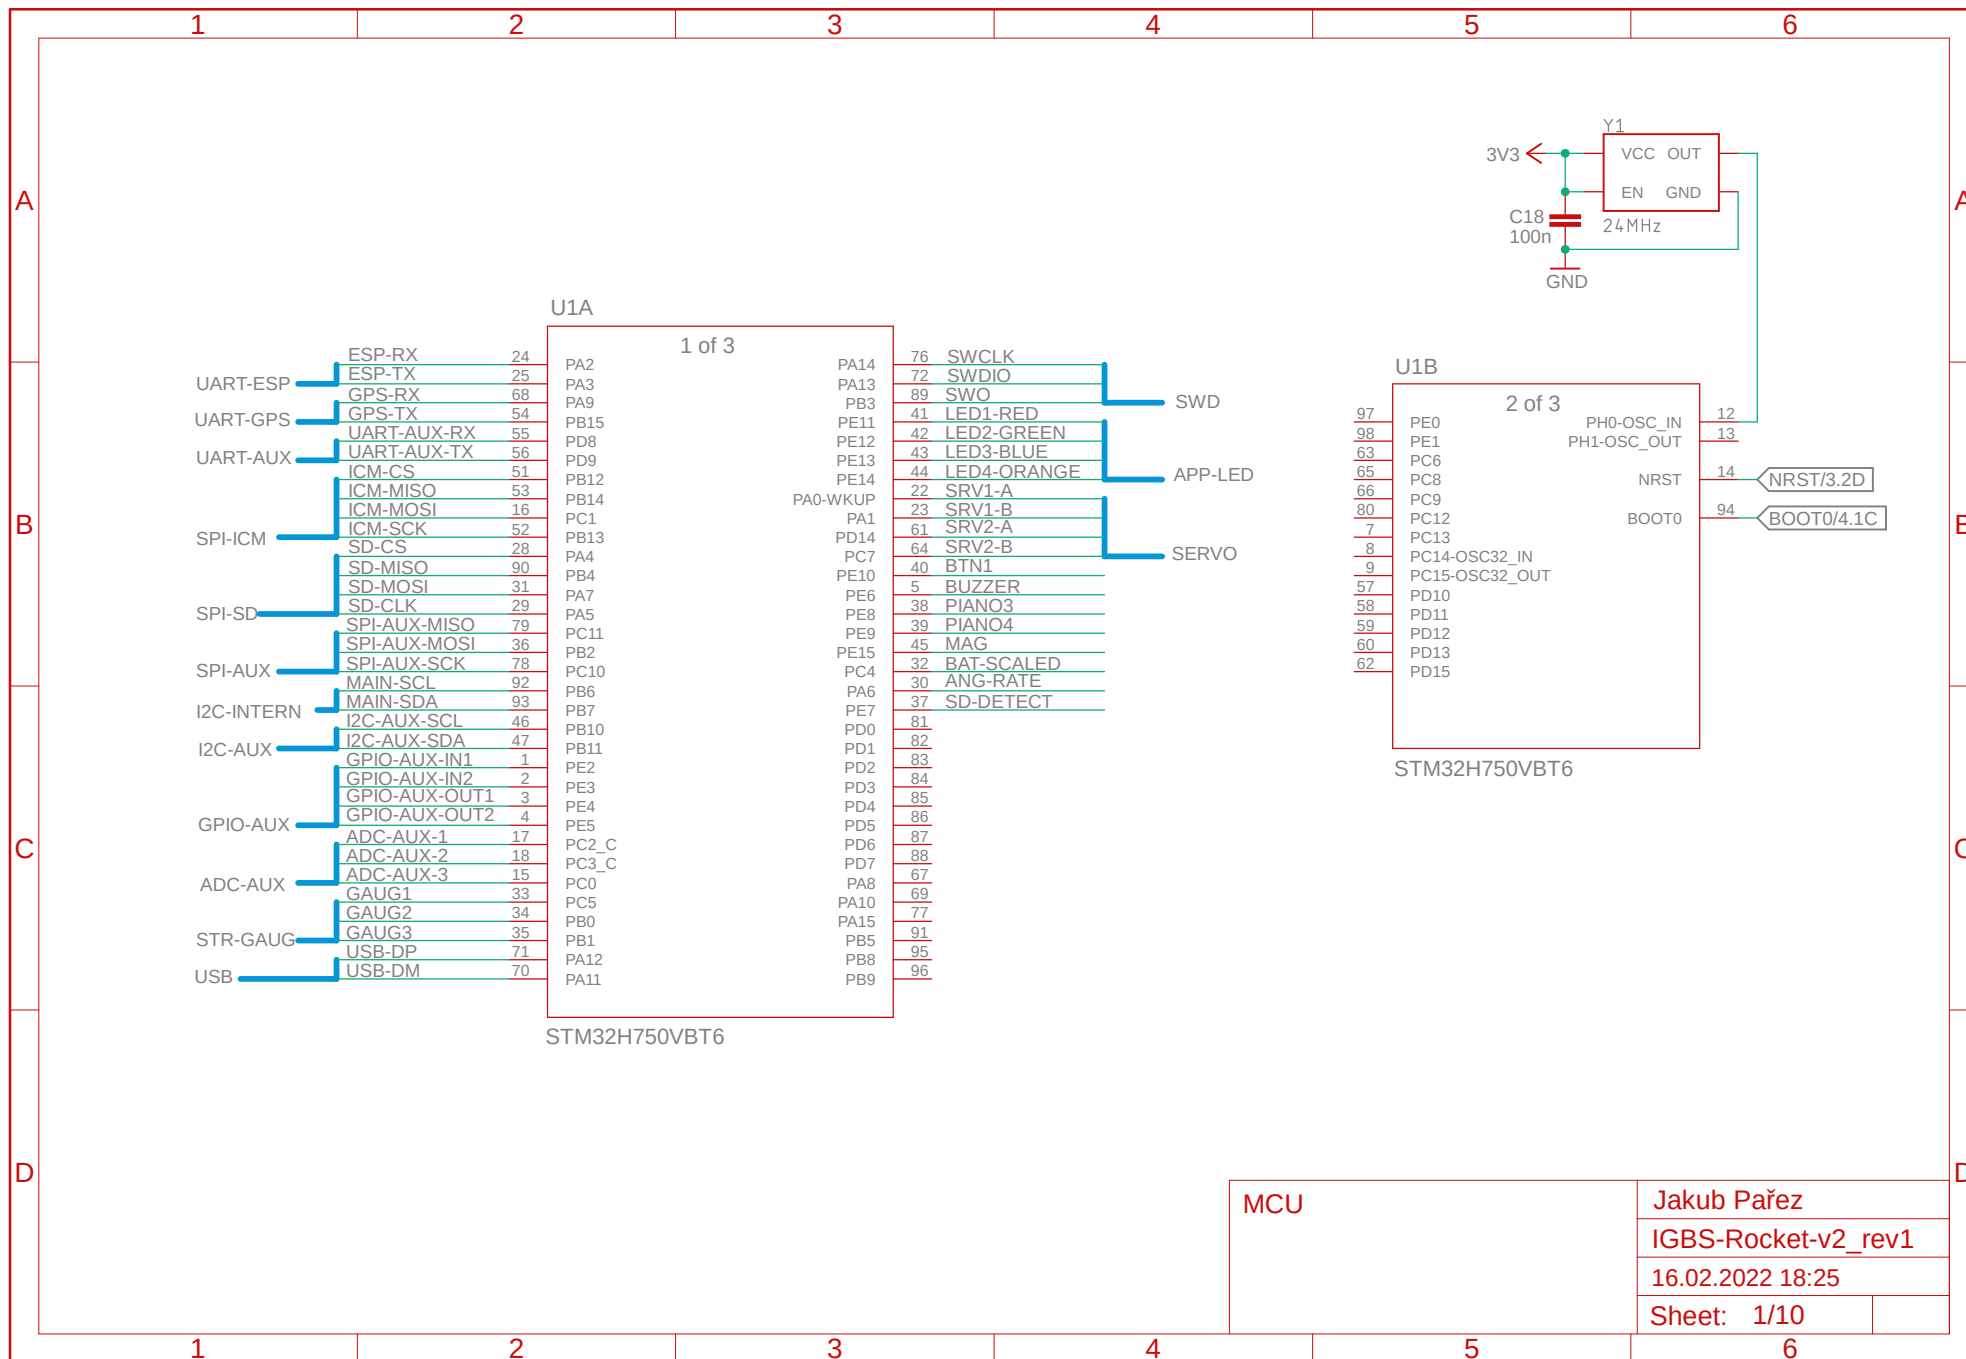 1 2 3 4 5 6
A A
B B
C C
D D
Y1
3V3
VCC OUT
EN GND
24MHz
C18
100n
GND
U1A
1 of 3
UART-ESP
UART-GPS
UART-AUX
SPI-ICM
SPI-SD
SPI-AUX
I2C-INTERN
I2C-AUX
GPIO-AUX
ADC-AUX
STR-GAUG
USB
ESP-RX 24 PA2
ESP-TX 25 PA3
GPS-RX 68 PA9
GPS-TX 54 PB15
UART-AUX-RX 55 PD8
UART-AUX-TX 56 PD9
ICM-CS 51 PB12
ICM-MISO 53 PB14
ICM-MOSI 16 PC1
ICM-SCK 52 PB13
SD-CS 28 PA4
SD-MISO 90 PB4
SD-MOSI 31 PA7
SD-CLK 29 PA5
SPI-AUX-MISO 79 PC11
SPI-AUX-MOSI 36 PB2
SPI-AUX-SCK 78 PC10
MAIN-SCL 92 PB6
MAIN-SDA 93 PB7
I2C-AUX-SCL 46 PB10
I2C-AUX-SDA 47 PB11
GPIO-AUX-IN1 1 PE2
GPIO-AUX-IN2 2 PE3
GPIO-AUX-OUT1 3 PE4
GPIO-AUX-OUT2 4 PE5
ADC-AUX-1 17 PC2_C
ADC-AUX-2 18 PC3_C
ADC-AUX-3 15 PC0
GAUG1 33 PC5
GAUG2 34 PB0
GAUG3 35 PB1
USB-DP 71 PA12
USB-DM 70 PA11
PA14 76 SWCLK
PA13 72 SWDIO
PB3 89 SWO
PE11 41 LED1-RED
PE12 42 LED2-GREEN
PE13 43 LED3-BLUE
PE14 44 LED4-ORANGE
PA0-WKUP 22 SRV1-A
PA1 23 SRV1-B
PD14 61 SRV2-A
PC7 64 SRV2-B
PE10 40 BTN1
PE6 5 BUZZER
PE8 38 PIANO3
PE9 39 PIANO4
PE15 45 MAG
PC4 32 BAT-SCALED
PA6 30 ANG-RATE
PE7 37 SD-DETECT
PD0 81
PD1 82
PD2 83
PD3 84
PD4 85
PD5 86
PD6 87
PD7 88
PA8 67
PA10 69
PA15 77
PB5 91
PB8 95
PB9 96
SWD
APP-LED
SERVO
STM32H750VBT6
U1B
2 of 3
97 PE0
98 PE1
63 PC6
65 PC8
66 PC9
80 PC12
7 PC13
8 PC14-OSC32_IN
9 PC15-OSC32_OUT
57 PD10
58 PD11
59 PD12
60 PD13
62 PD15
PH0-OSC_IN 12
PH1-OSC_OUT 13
NRST 14 NRST/3.2D
BOOT0 94 BOOT0/4.1C
STM32H750VBT6
MCU
Jakub Pařez
IGBS-Rocket-v2_rev1
16.02.2022 18:25
Sheet: 1/10
1 2 3 4 5 6